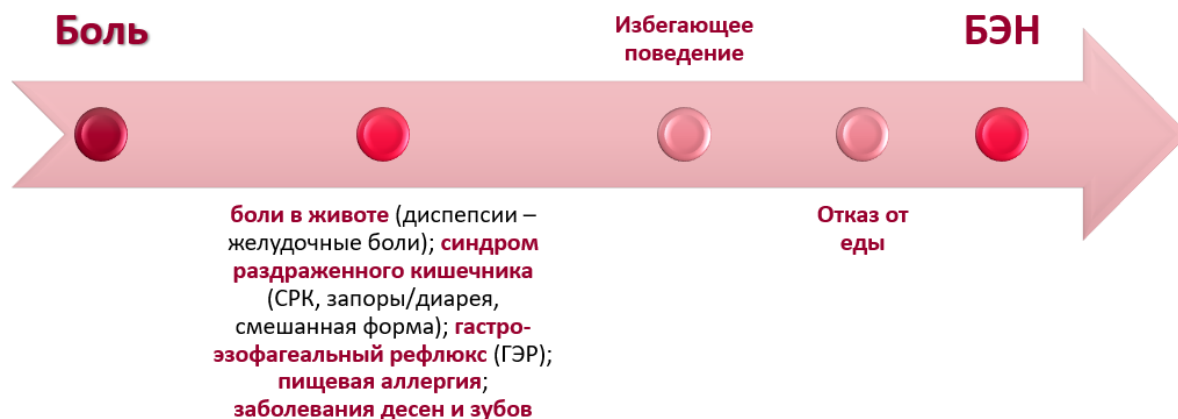 Боль
Избегающее
поведение
БЭН
боли в животе (диспепсии –
желудочные боли); синдром
раздраженного кишечника
(СРК, запоры/диарея,
смешанная форма); гастро-
эзофагеальный рефлюкс (ГЭР);
пищевая аллергия;
заболевания десен и зубов
Отказ от
еды